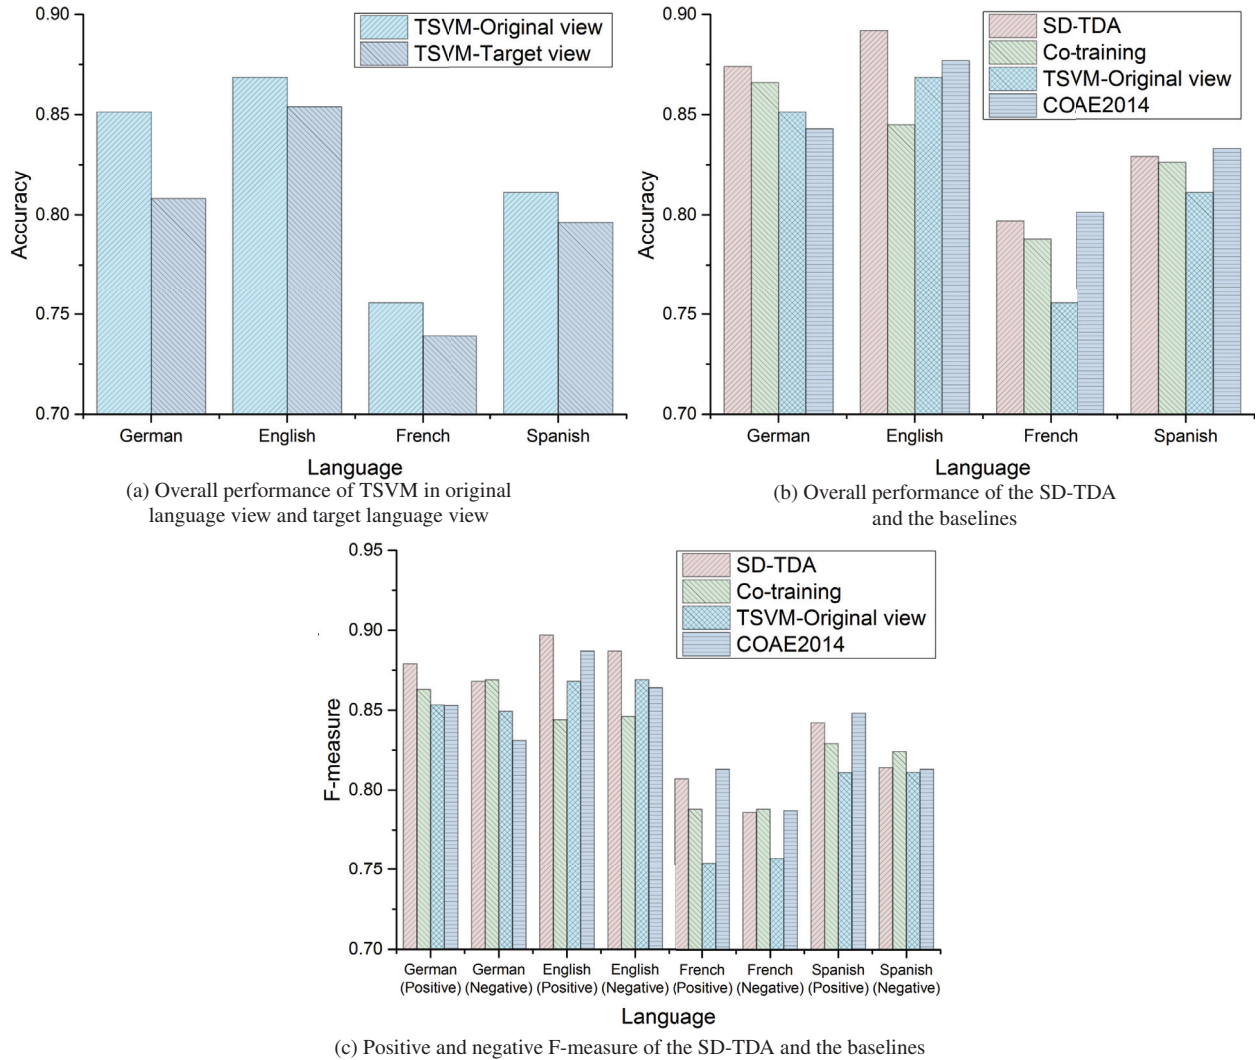 0.90
0.85
0.80
0.75
0.70
Accuracy
TSVM-Original view
TSVM-Target view
German English French Spanish
Language
(a) Overall performance of TSVM in original
language view and target language view
0.90
0.85
0.80
0.75
0.70
Accuracy
SD-TDA
Co-training
TSVM-Original view
COAE2014
German English French Spanish
Language
(b) Overall performance of the SD-TDA
and the baselines
0.95
0.90
0.85
0.80
0.75
0.70
F-measure
SD-TDA
Co-training
TSVM-Original view
COAE2014
German German English English French French Spanish Spanish
(Positive) (Negative) (Positive) (Negative) (Positive) (Negative) (Positive) (Negative)
Language
(c) Positive and negative F-measure of the SD-TDA and the baselines